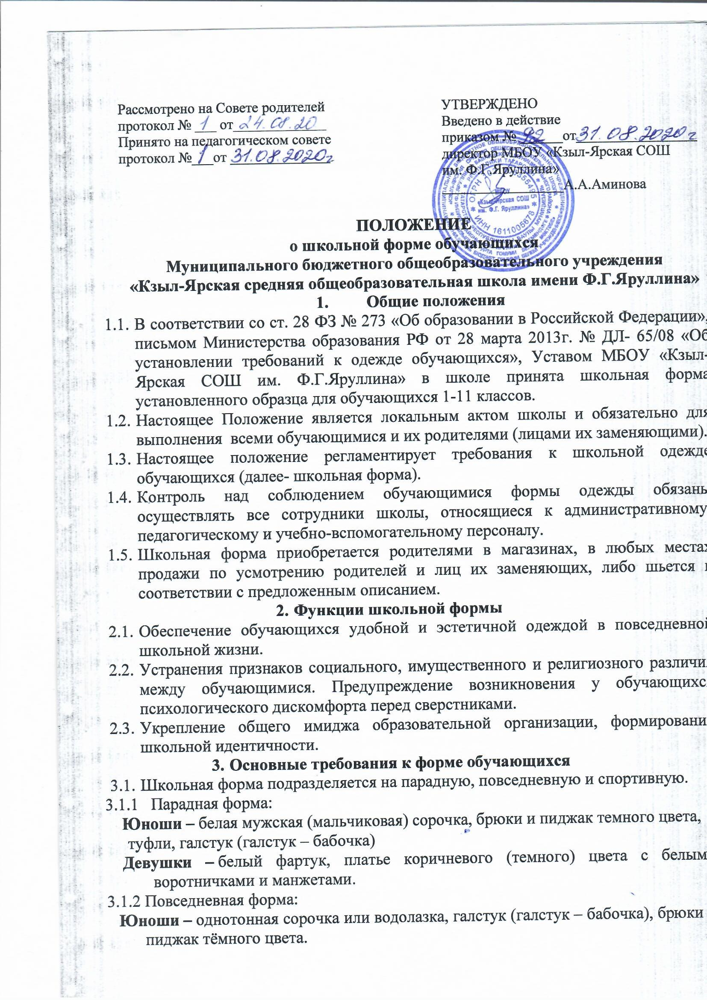 Рассмотрено на Совете родителей
протокол № 1 от 24.08.20
Принято на педагогическом совете
протокол № 1 от 31.08.2020г
УТВЕРЖДЕНО
Введено в действие
приказом № 92 от 31.08.2020г
директор МБОУ «Кзыл-Ярская СОШ
им. Ф.Г.Яруллина»
А.А.Аминова
МБОУ
«Кзыл-Ярская СОШ
им. Ф.Г. Яруллина»
ИНН 1611005678
ПОЛОЖЕНИЕ
о школьной форме обучающихся
Муниципального бюджетного общеобразовательного учреждения
«Кзыл-Ярская средняя общеобразовательная школа имени Ф.Г.Яруллина»
1. Общие положения
1.1. В соответствии со ст. 28 ФЗ № 273 «Об образовании в Российской Федерации»,
письмом Министерства образования РФ от 28 марта 2013г. № ДЛ- 65/08 «Об
установлении требований к одежде обучающихся», Уставом МБОУ «Кзыл-
Ярская СОШ им. Ф.Г.Яруллина» в школе принята школьная форма
установленного образца для обучающихся 1-11 классов.
1.2. Настоящее Положение является локальным актом школы и обязательно для
выполнения всеми обучающимися и их родителями (лицами их заменяющими).
1.3. Настоящее положение регламентирует требования к школьной одежде
обучающихся (далее- школьная форма).
1.4. Контроль над соблюдением обучающимися формы одежды обязаны
осуществлять все сотрудники школы, относящиеся к административному,
педагогическому и учебно-вспомогательному персоналу.
1.5. Школьная форма приобретается родителями в магазинах, в любых местах
продажи по усмотрению родителей и лиц их заменяющих, либо шьется в
соответствии с предложенным описанием.
2. Функции школьной формы
2.1. Обеспечение обучающихся удобной и эстетичной одеждой в повседневной
школьной жизни.
2.2. Устранения признаков социального, имущественного и религиозного различия
между обучающимися. Предупреждение возникновения у обучающихся
психологического дискомфорта перед сверстниками.
2.3. Укрепление общего имиджа образовательной организации, формировани
школьной идентичности.
3. Основные требования к форме обучающихся
3.1. Школьная форма подразделяется на парадную, повседневную и спортивную.
3.1.1 Парадная форма:
Юноши – белая мужская (мальчиковая) сорочка, брюки и пиджак темного цвета,
туфли, галстук (галстук – бабочка)
Девушки – белый фартук, платье коричневого (темного) цвета с белым
воротничками и манжетами.
3.1.2 Повседневная форма:
Юноши – однотонная сорочка или водолазка, галстук (галстук – бабочка), брюки
пиджак тёмного цвета.